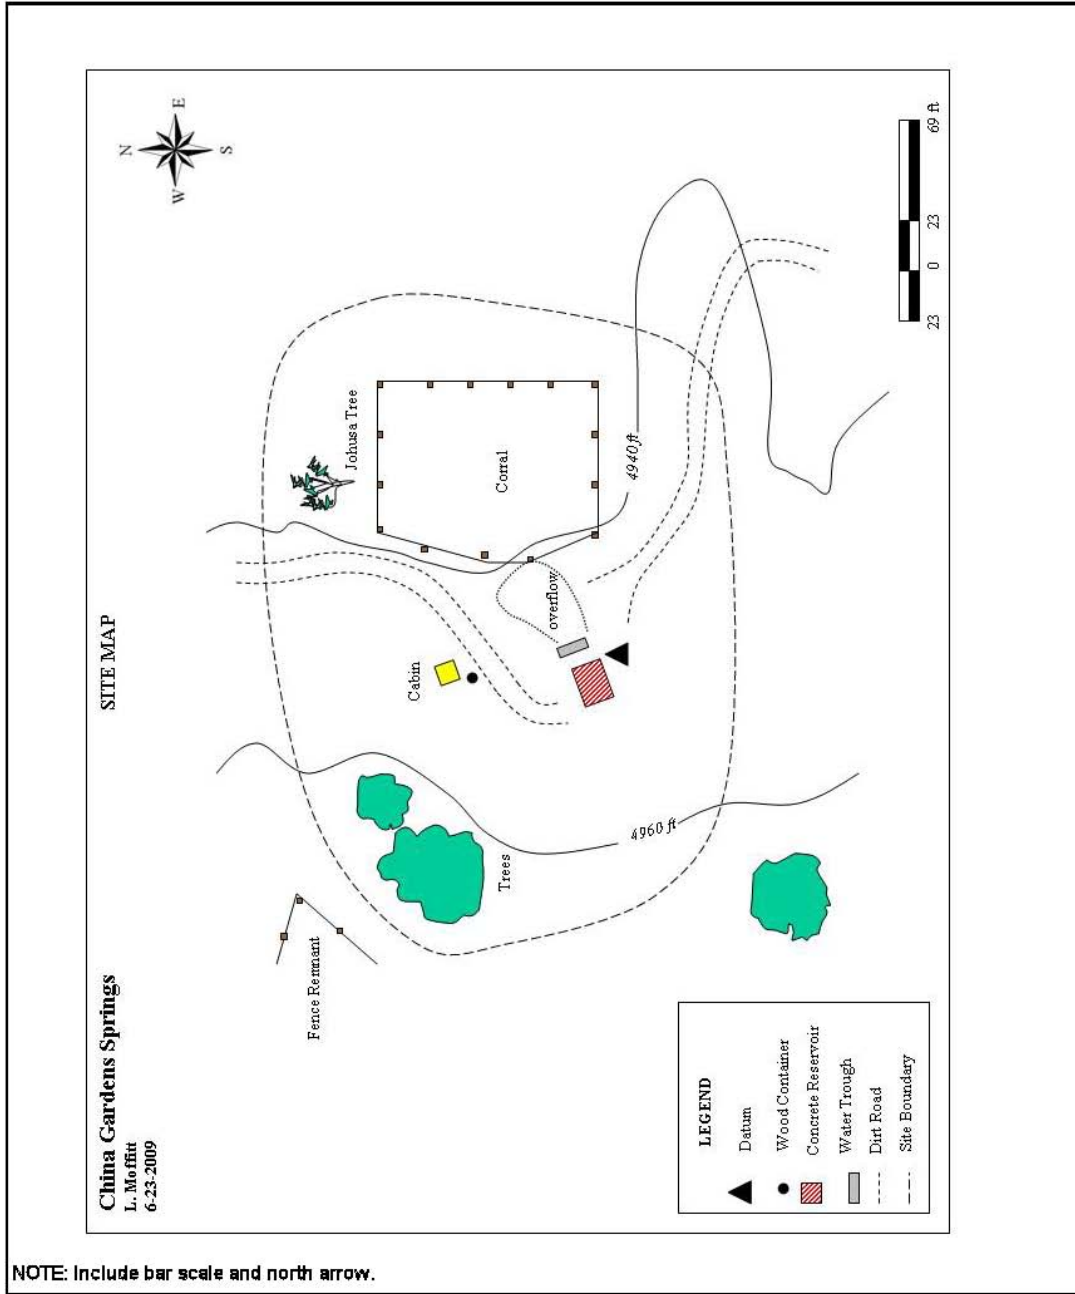 China Gardens Springs
L. Moffitt
6-23-2009
SITE MAP
N
E
S
W
Fence Remnant
Trees
Cabin
overflow
Johusa Tree
Corral
4940 ft
4960 ft
LEGEND
Datum
Wood Container
Concrete Reservoir
Water Trough
Dirt Road
Site Boundary
23 0 23 69 ft
NOTE: Include bar scale and north arrow.